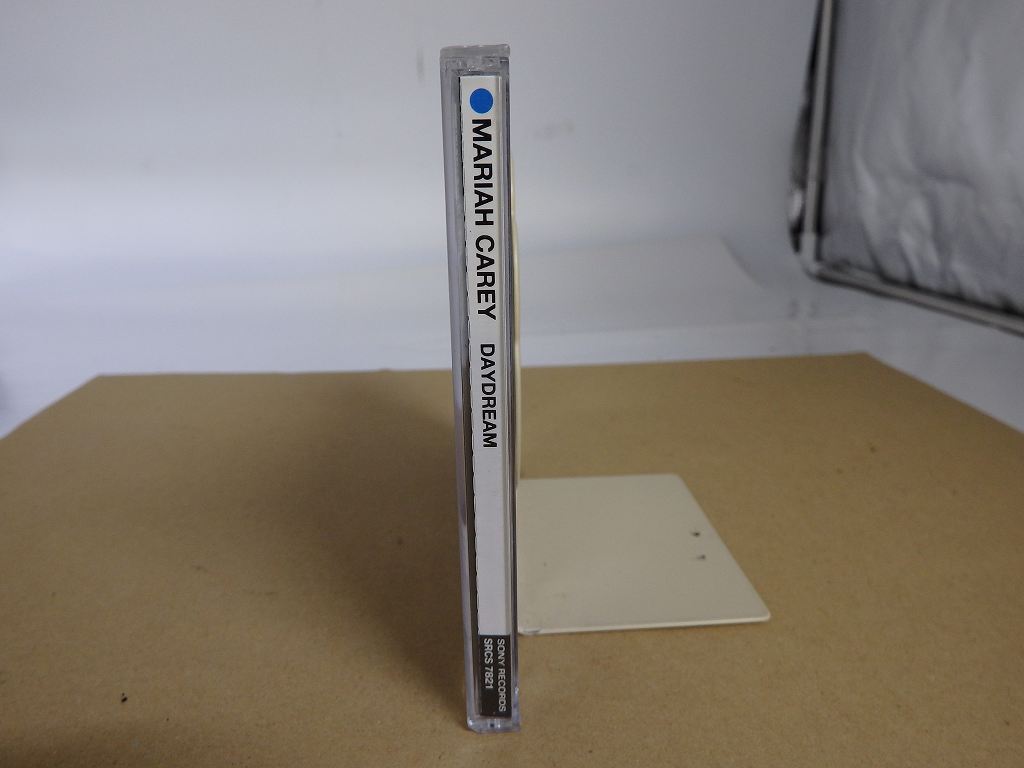 MARIAH CAREY DAYDREAM
SONY RECORDS
SRCS 7821